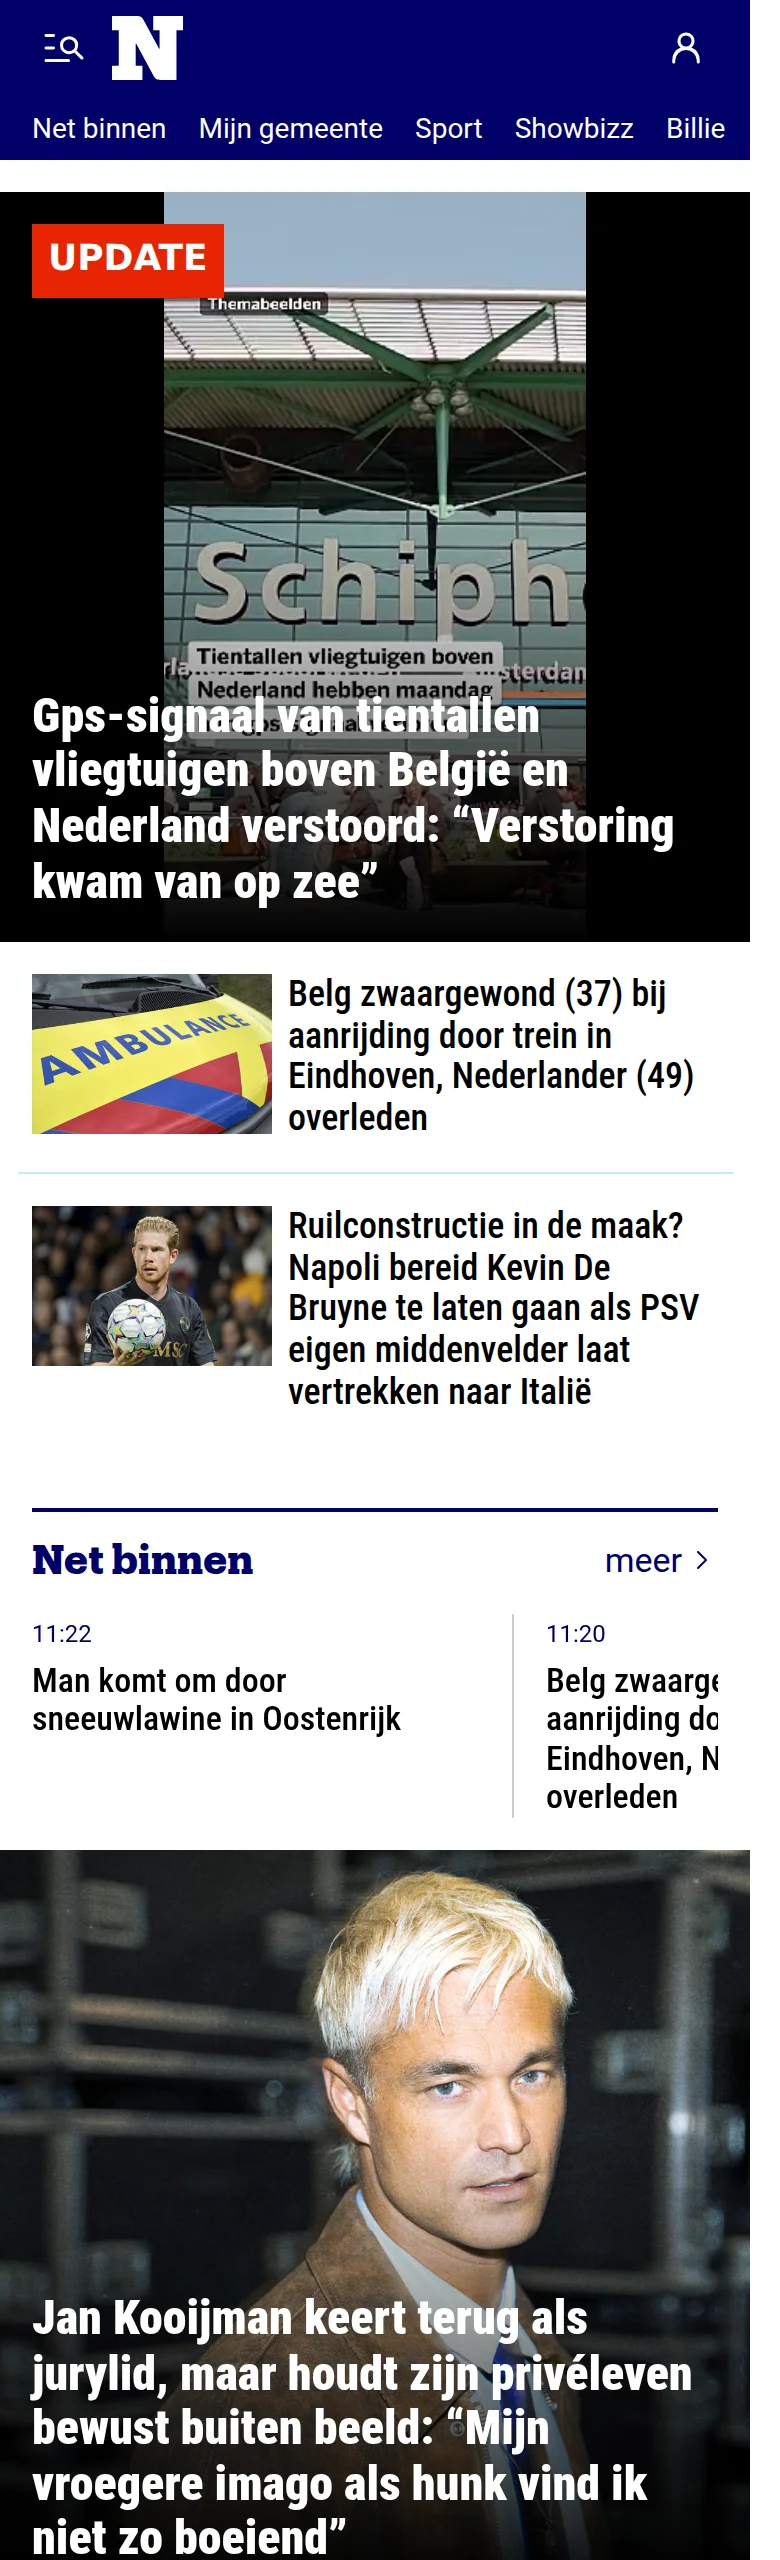 N
Net binnen Mijn gemeente Sport Showbizz Billie
UPDATE
Themabeelden
Schiph
Tientallen vliegtuigen boven
Nederland hebben maandag
Gps-signaal van tientallen
vliegtuigen boven België en
Nederland verstoord: “Verstoring
kwam van op zee”
AMBULANCE
Belg zwaargewond (37) bij
aanrijding door trein in
Eindhoven, Nederlander (49)
overleden
MSC
Ruilconstructie in de maak?
Napoli bereid Kevin De
Bruyne te laten gaan als PSV
eigen middenvelder laat
vertrekken naar Italië
Net binnen
meer
11:22
Man komt om door
sneeuwlawine in Oostenrijk
11:20
Belg zwaarge
aanrijding do
Eindhoven, N
overleden
Jan Kooijman keert terug als
jurylid, maar houdt zijn privéleven
bewust buiten beeld: “Mijn
vroegere imago als hunk vind ik
niet zo boeiend”